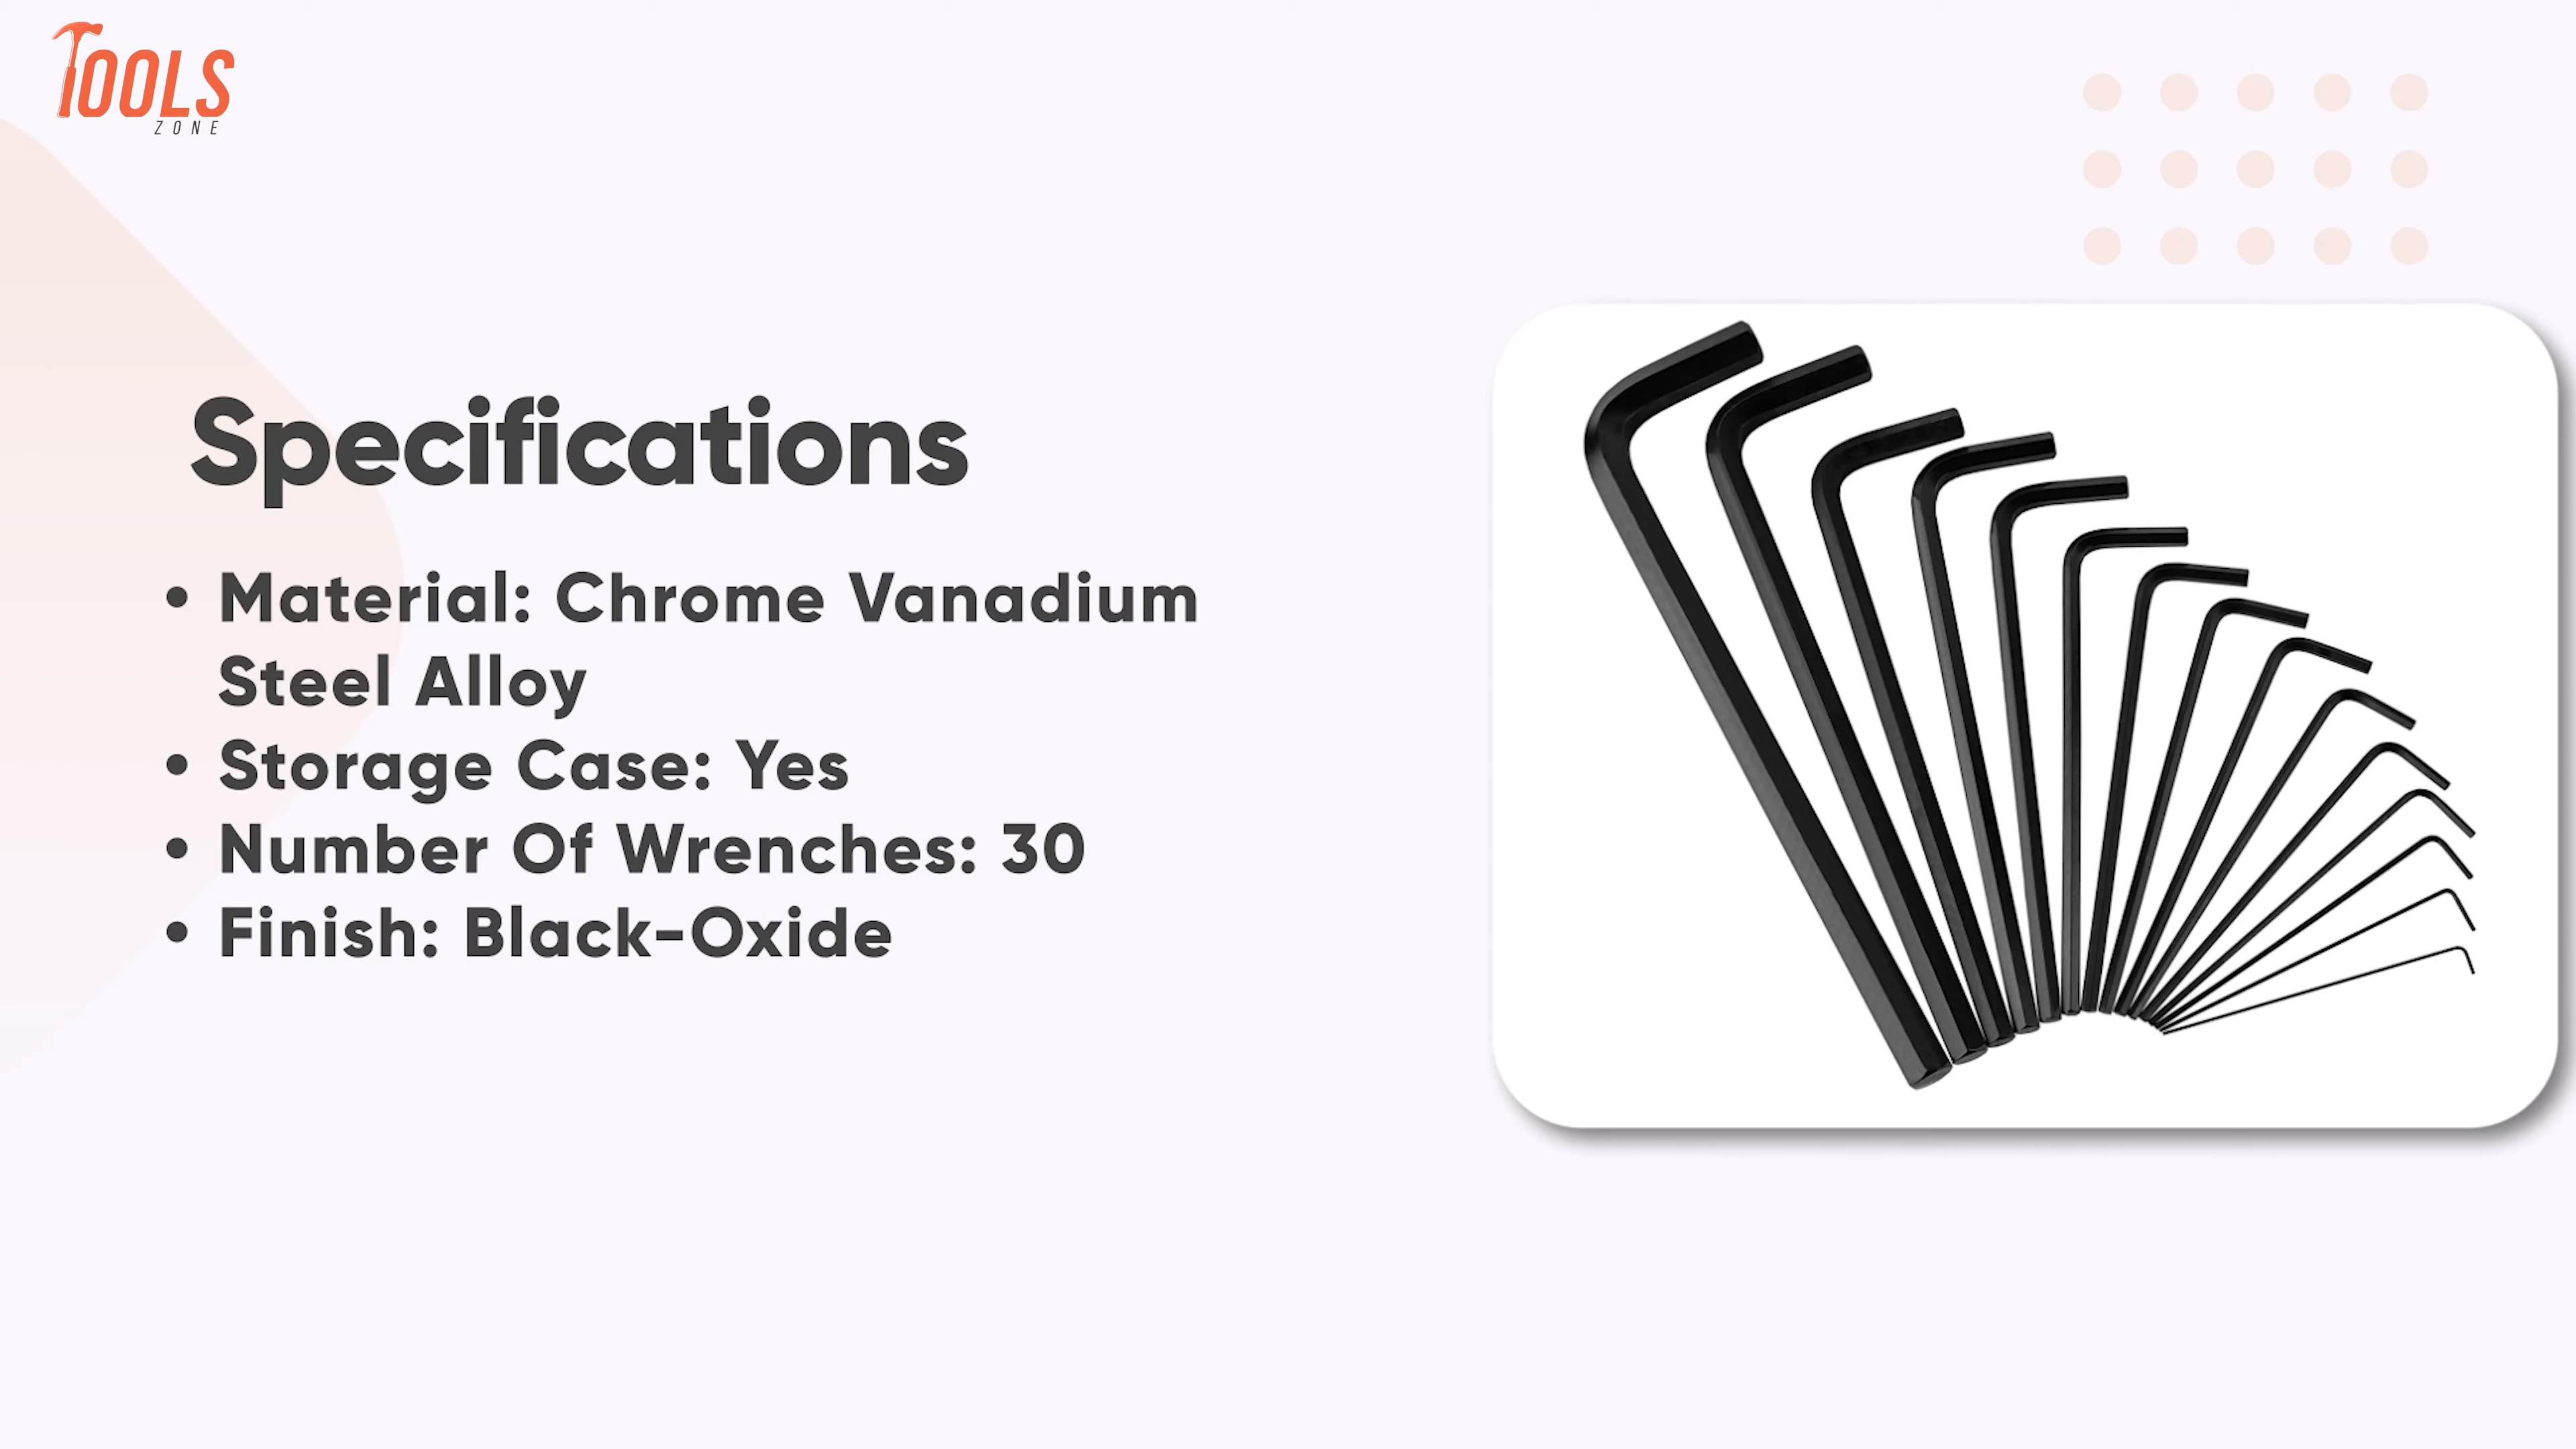 TOOLS
ZONE
Specifications
• Material: Chrome Vanadium
Steel Alloy
• Storage Case: Yes
• Number Of Wrenches: 30
• Finish: Black-Oxide